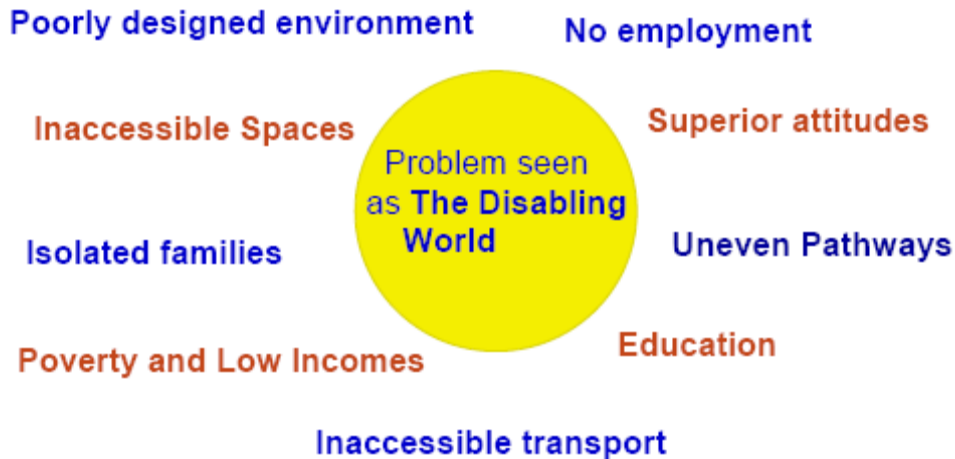 Poorly designed environment
No employment
Inaccessible Spaces
Superior attitudes
Problem seen
as The Disabling
World
Isolated families
Uneven Pathways
Poverty and Low Incomes
Education
Inaccessible transport